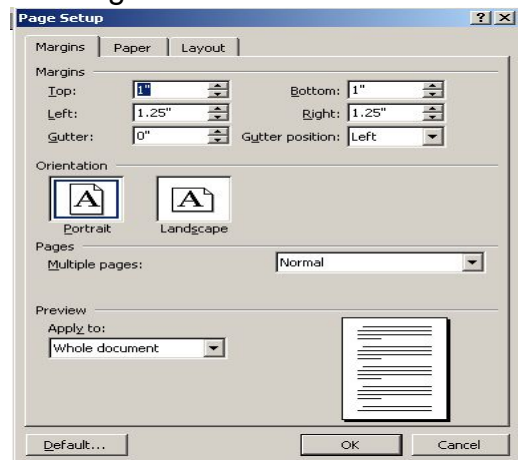 Page Setup
Margins Paper Layout
Margins
Top: 1" Bottom: 1"
Left: 1.25" Right: 1.25"
Gutter: 0" Gutter position: Left
Orientation
A A
Portrait Landscape
Pages
Multiple pages: Normal
Preview
Apply to:
Whole document
Default... OK Cancel